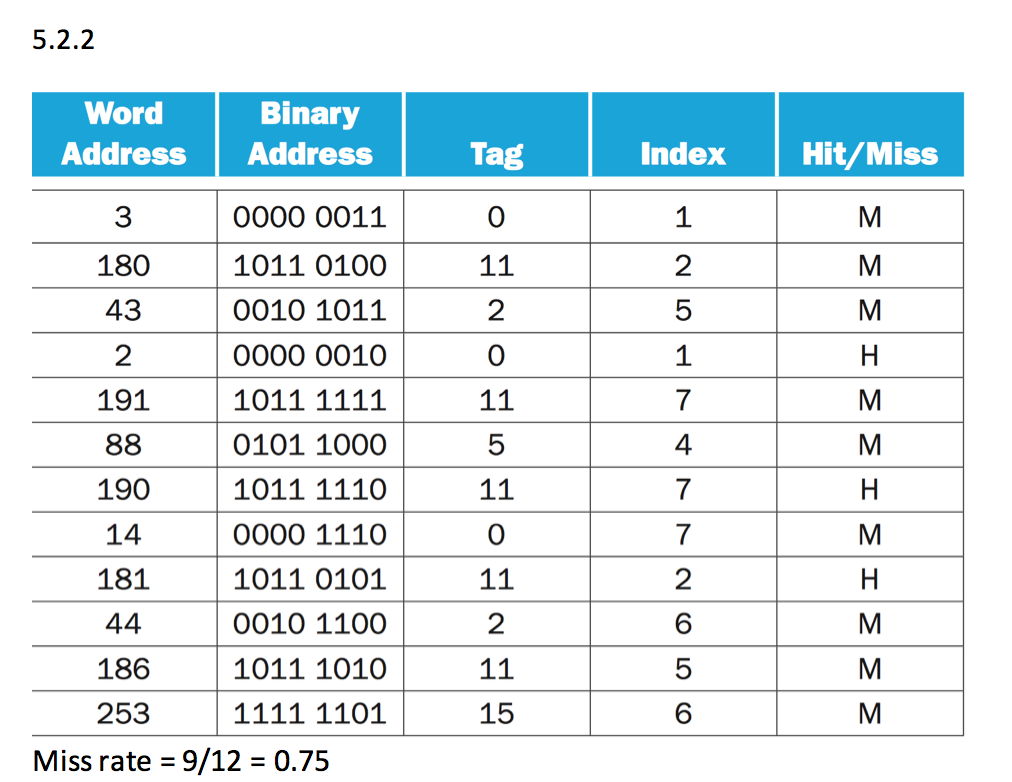 5.2.2
Word Address Binary Address Tag Index Hit/Miss
3 0000 0011 0 1 M
180 1011 0100 11 2 M
43 0010 1011 2 5 M
2 0000 0010 0 1 H
191 1011 1111 11 7 M
88 0101 1000 5 4 M
190 1011 1110 11 7 H
14 0000 1110 0 7 M
181 1011 0101 11 2 H
44 0010 1100 2 6 M
186 1011 1010 11 5 M
253 1111 1101 15 6 M
Miss rate = 9/12 = 0.75